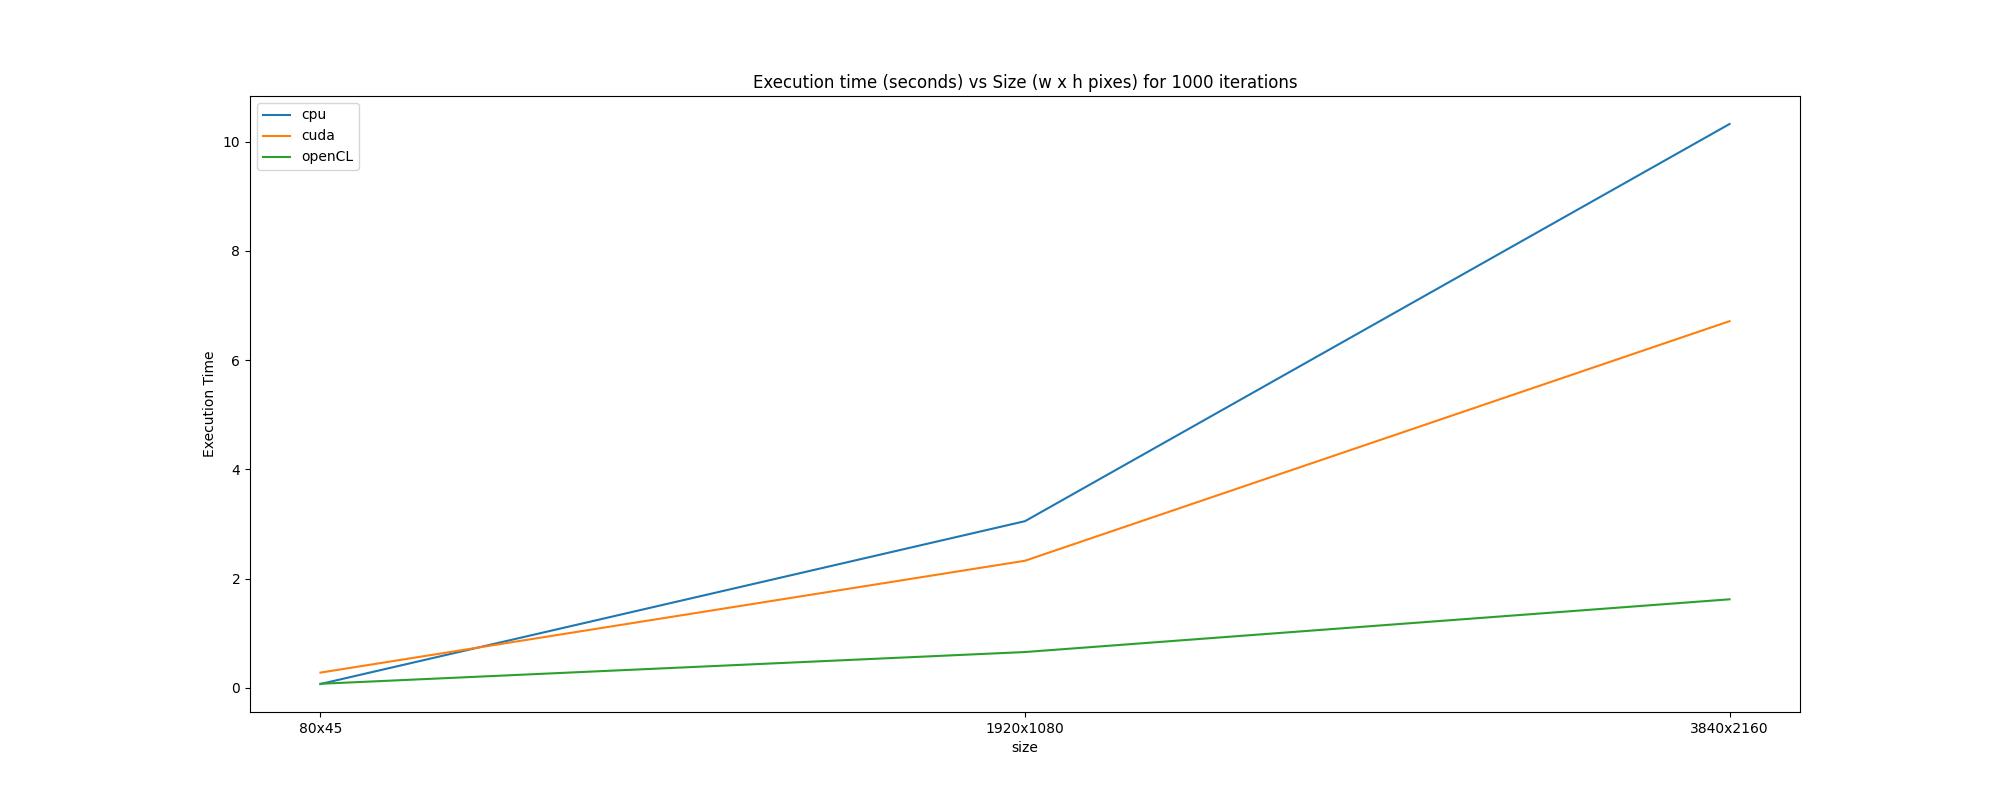 Execution time (seconds) vs Size (w x h pixes) for 1000 iterations
cpu
cuda
openCL
10
8
6
4
2
0
Execution Time
80x45
1920x1080
3840x2160
size